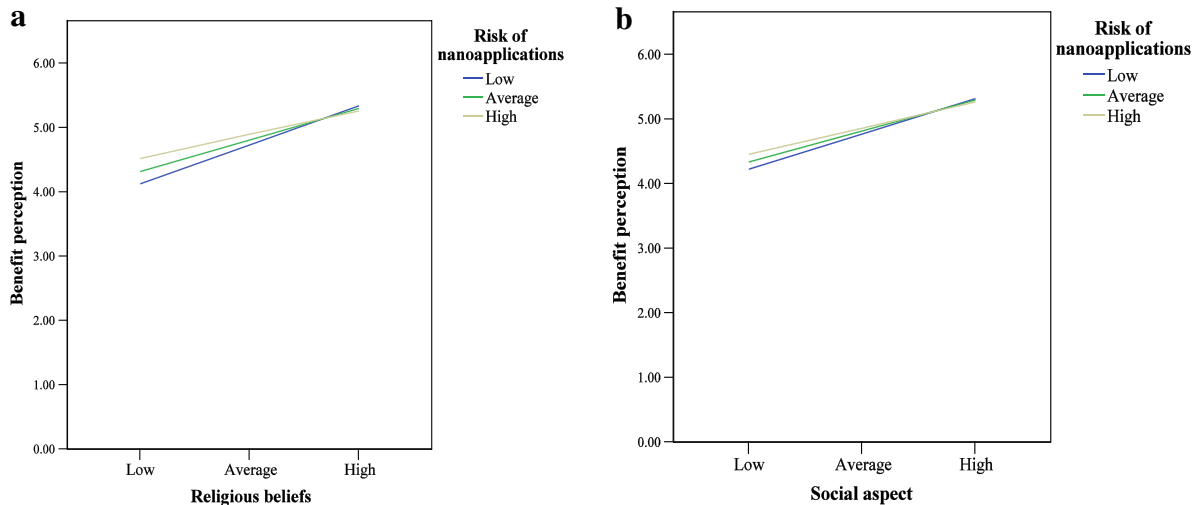 a
Risk of
nanoapplications
Low
Average
High
Benefit perception
6.00
5.00
4.00
3.00
2.00
1.00
0.00
Low Average High
Religious beliefs
b
Risk of
nanoapplications
Low
Average
High
Benefit perception
6.00
5.00
4.00
3.00
2.00
1.00
0.00
Low Average High
Social aspect